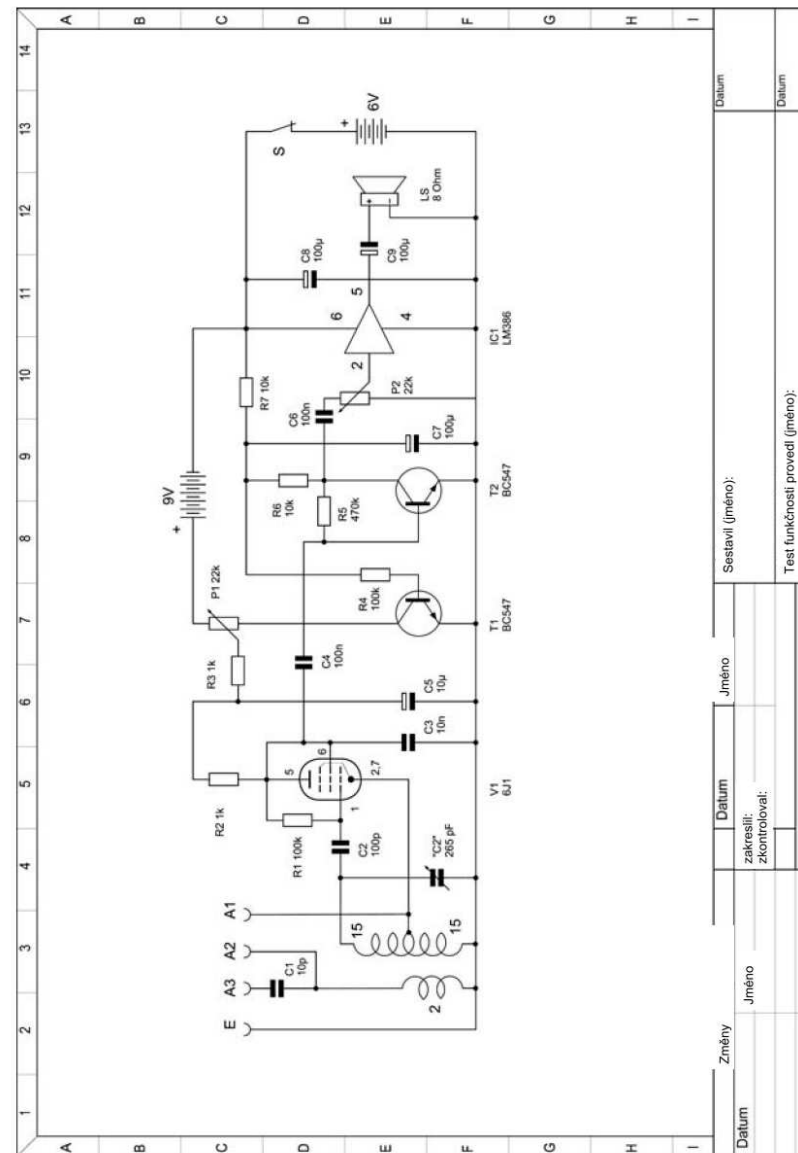 1 2 3 4 5 6 7 8 9 10 11 12 13 14
A A
B B
C C
D D
E E
F F
G G
H H
I I
9V
+
P1 22k
R3 1k
R2 1k
E A3 A2 A1
C1
10p
R1 100k
C2
100p
5
6
1
2,7
C4
100n
R4
100k
R6
10k
R5
470k
R7 10k
C6
100n
P2
22k
2
6
5
4
C8
100µ
C9
100µ
S
+
6V
+
-
LS
8 Ohm
15
15
2
"C2"
265 pF
C3
10n
C5
10µ
C7
100µ
V1
6J1
T1
BC547
T2
BC547
IC1
LM386
Změny
Datum
Jméno
Sestavil (jméno):
Datum
Datum
Jméno
zakreslil:
zkontroloval:
Test funkčnosti provedl (jméno):
Datum